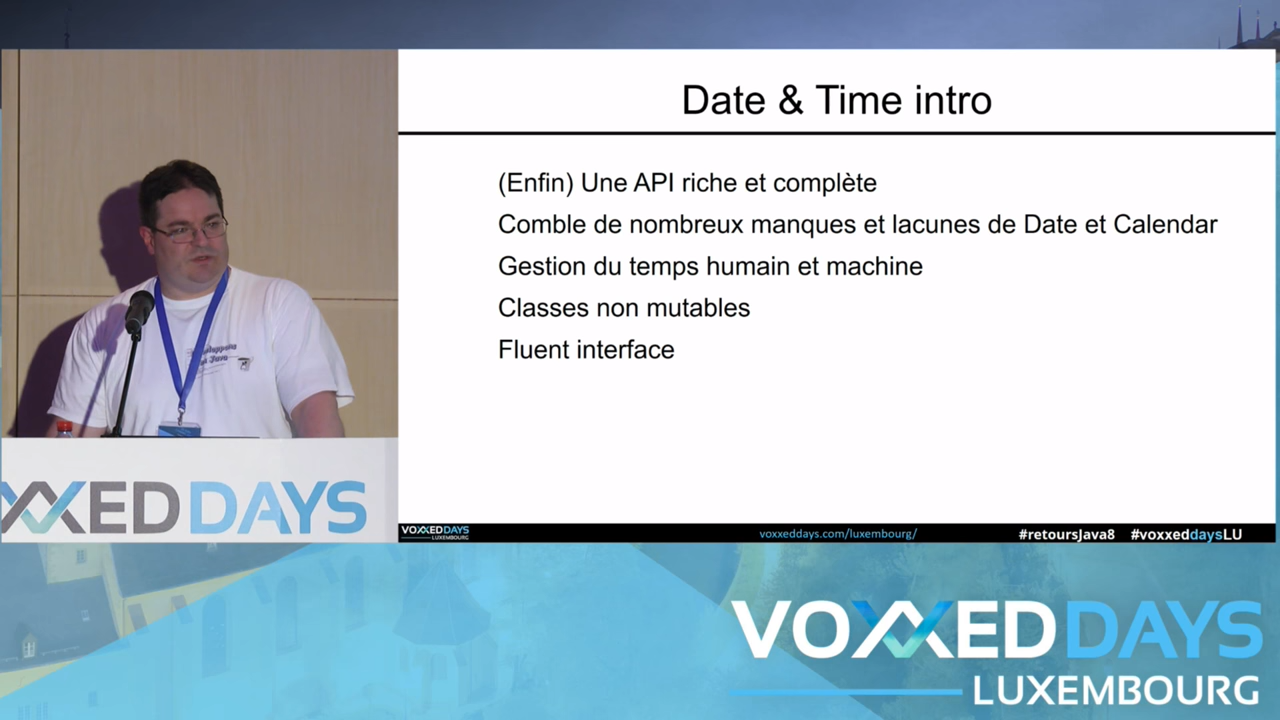 Date & Time intro
(Enfin) Une API riche et complète
Comble de nombreux manques et lacunes de Date et Calendar
Gestion du temps humain et machine
Classes non mutables
Fluent interface
XXED DAYS
VOXXED DAYS
LUXEMBOURG
voxxeddays.com/luxembourg/
#retoursJava8
#voxxeddaysLU
VOXXED DAYS
LUXEMBOURG